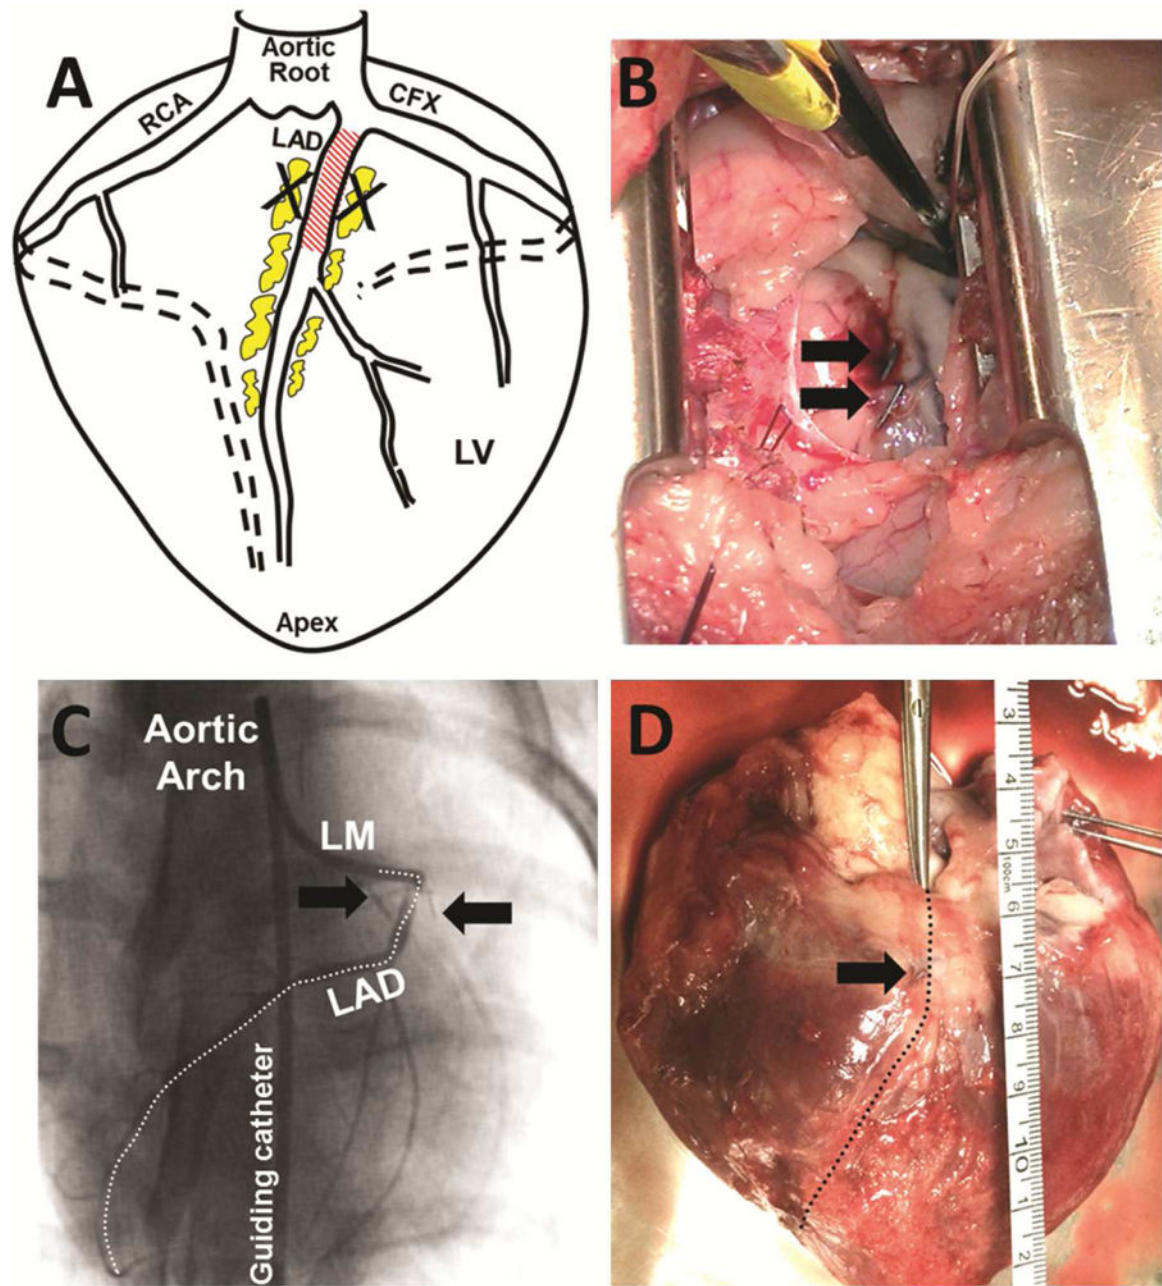 A
Aortic
Root
RCA
CFX
LAD
LV
Apex
B
C
Aortic
Arch
LM
LAD
Guiding catheter
D
3
4
5
100cm
6
7
8
9
10
1
2